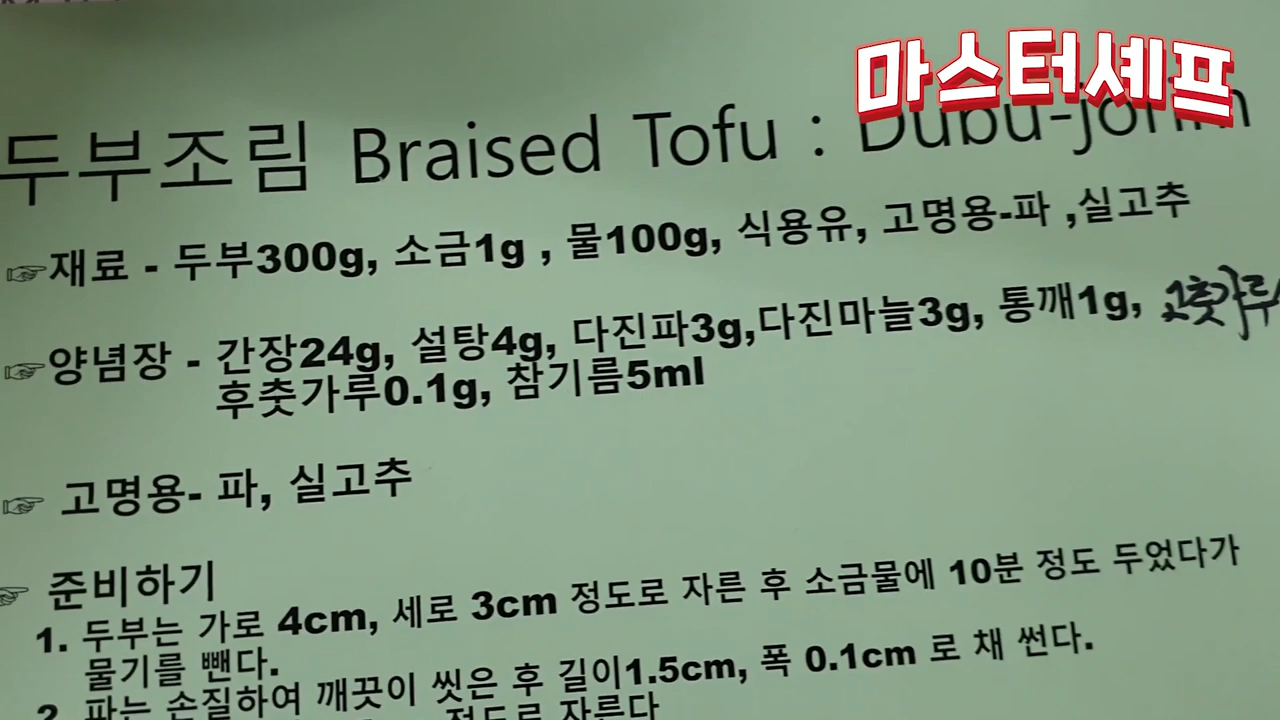 마스터셰프
두부조림 Braised Tofu : Dubu-jorim
☞재료 - 두부300g, 소금1g , 물100g, 식용유, 고명용-파 ,실고추
☞양념장 - 간장24g, 설탕4g, 다진파3g,다진마늘3g, 통깨1g, 고춧가루
후춧가루0.1g, 참기름5ml
☞ 고명용- 파, 실고추
☞ 준비하기
1. 두부는 가로 4cm, 세로 3cm 정도로 자른 후 소금물에 10분 정도 두었다가
물기를 뺀다.
2. 파는 손질하여 깨끗이 씻은 후 길이1.5cm, 폭 0.1cm 로 채 썬다.
정도로 자른다